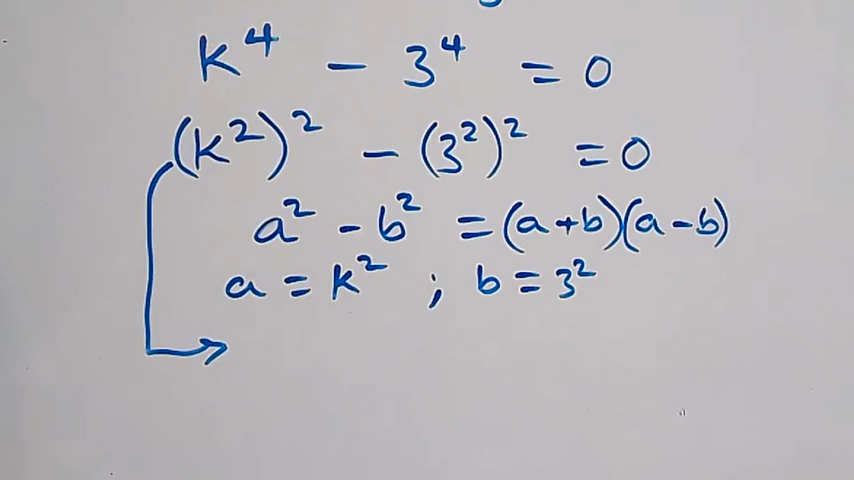 k⁴ - 3⁴ = 0
(k²)² - (3²)² = 0
a² - b² = (a+b)(a-b)
a = k² ; b = 3²